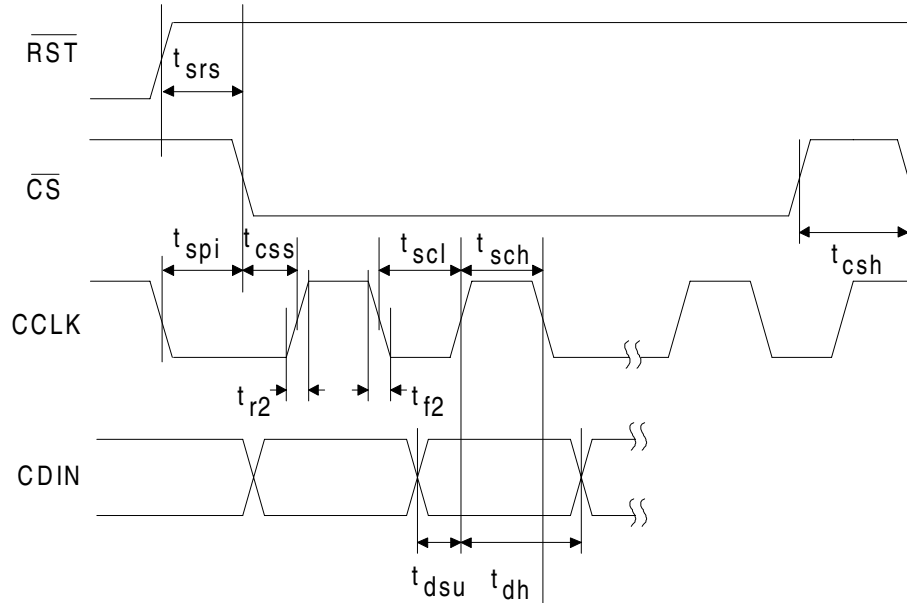 RST
t srs
CS
t spi t css t scl t sch t csh
CCLK
t r2 t f2
CDIN
t dsu t dh